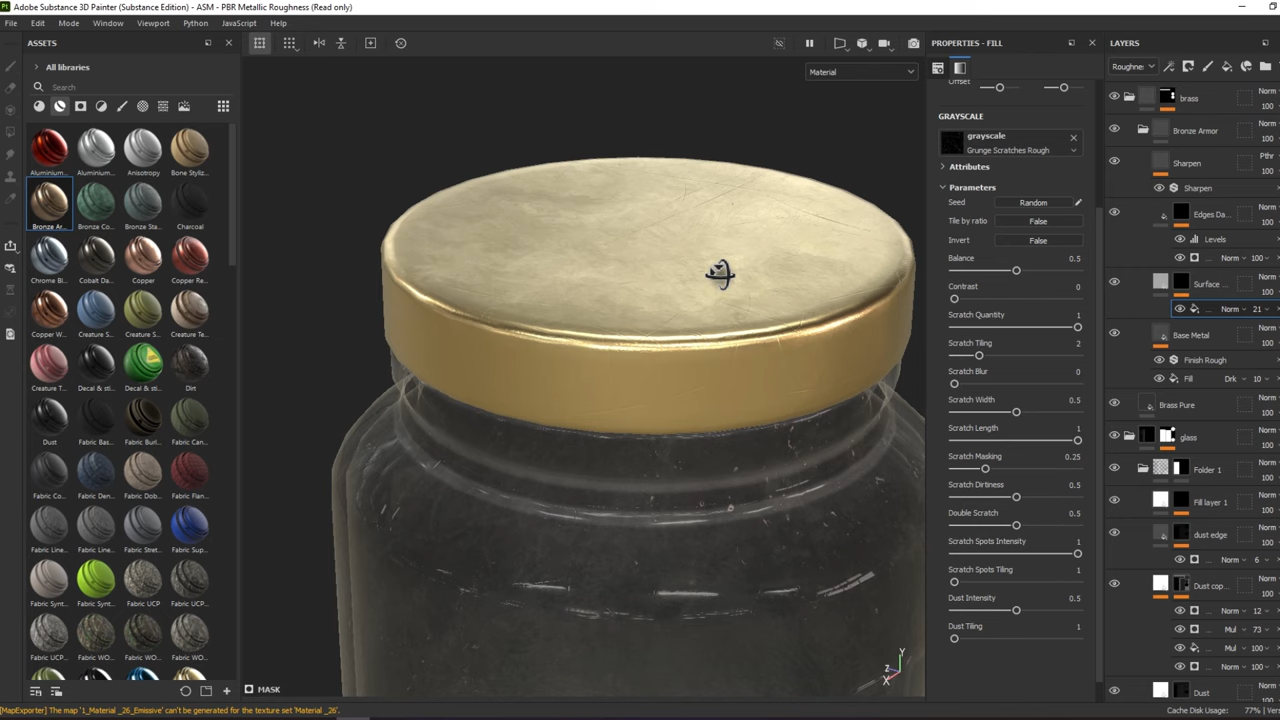 Adobe Substance 3D Painter (Substance Edition) - ASM - PBR Metallic Roughness (Read only)
File Edit Mode Window Viewport Python JavaScript Help
ASSETS
All libraries
Search
Aluminium... Aluminium... Anisotropy Bone Styliz...
Bronze Ar... Bronze Co... Bronze Sta... Charcoal
Chrome Bl... Cobalt Da... Copper Copper Re...
Copper W... Creature S... Creature S... Creature Te...
Creature T... Decal & sti... Decal & sti... Dirt
Dust Fabric Bas... Fabric Burl... Fabric Can...
Fabric Co... Fabric Den... Fabric Dob... Fabric Flan...
Fabric Line... Fabric Line... Fabric Stret... Fabric Sup...
Fabric Synt... Fabric Synt... Fabric UCP Fabric UCP...
Fabric UCP... Fabric WO... Fabric WO... Fabric WO...
Material
MASK
Y
Z
X
PROPERTIES - FILL
Offset
GRAYSCALE
grayscale
Grunge Scratches Rough
Attributes
Parameters
Seed Random
Tile by ratio False
Invert False
Balance 0.5
Contrast 0
Scratch Quantity 1
Scratch Tiling 2
Scratch Blur 0
Scratch Width 0.5
Scratch Length 1
Scratch Masking 0.25
Scratch Dirtiness 0.5
Double Scratch 0.5
Scratch Spots Intensity 1
Scratch Spots Tiling 1
Dust Intensity 0.5
Dust Tiling 1
LAYERS
Roughne
brass Norm 100
Bronze Armor Norm 100
Sharpen Pthr 100
Sharpen
Edges Da... Norm 100
Levels
... Norm 100
Surface ... Norm 100
... Norm 21
Base Metal Norm 100
Finish Rough
Fill Drk 10
Brass Pure Norm 100
glass Norm 100
Folder 1 Norm 100
Fill layer 1 Norm 100
dust edge Norm 100
... Norm 6
Dust cop... Norm 100
... Norm 12
... Mul 73
... Mul 100
... Norm 100
Dust Norm
[MapExporter] The map '1_Material _26_Emissive' can't be generated for the texture set 'Material _26'.
Cache Disk Usage: 77% | Vers